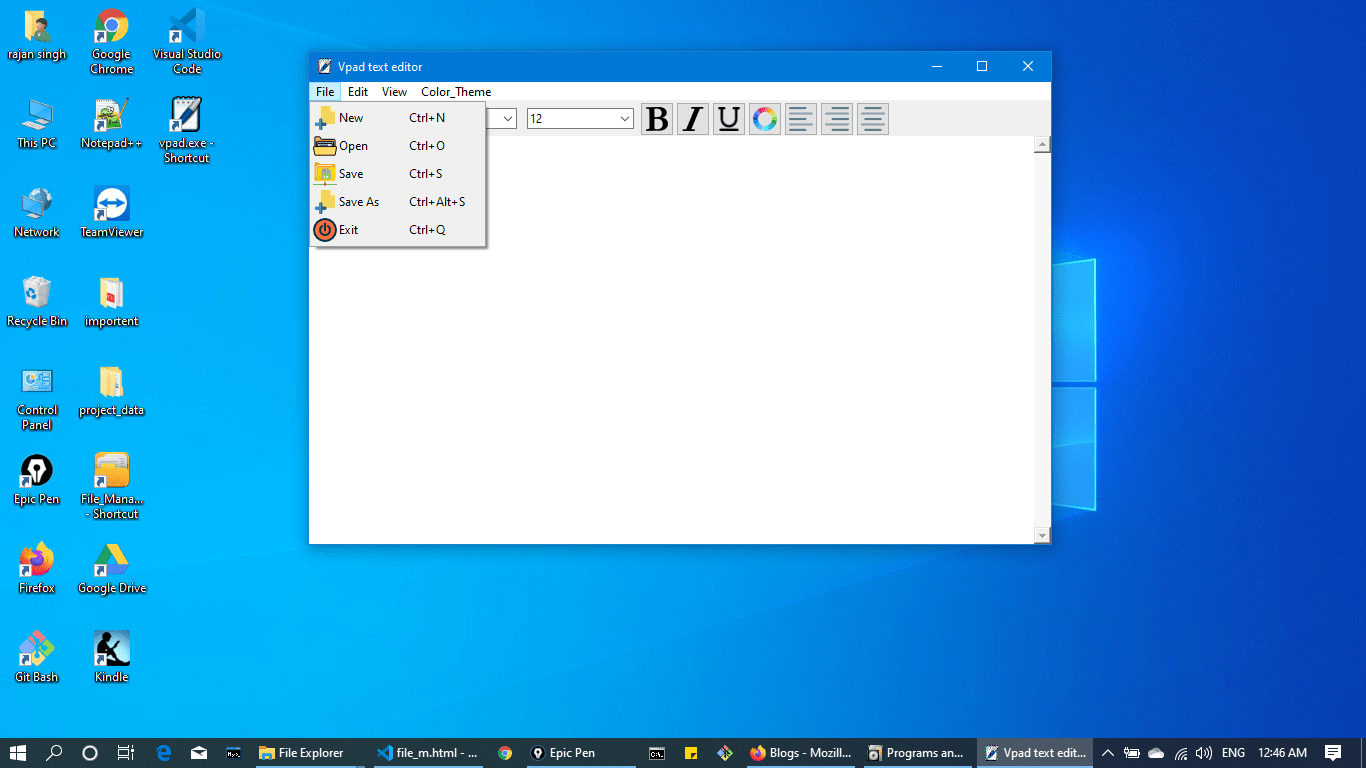 rajan singh
Google
Chrome
Visual Studio
Code
This PC
Notepad++
vpad.exe -
Shortcut
Network
TeamViewer
Recycle Bin
importent
Control
Panel
project_data
Epic Pen
File_Mana...
- Shortcut
Firefox
Google Drive
Git Bash
Kindle
Vpad text editor
File Edit View Color_Theme
12 B I U
New Ctrl+N
Open Ctrl+O
Save Ctrl+S
Save As Ctrl+Alt+S
Exit Ctrl+Q
File Explorer file_m.html - ... Epic Pen Blogs - Mozill... Programs an... Vpad text edit... ENG 12:46 AM